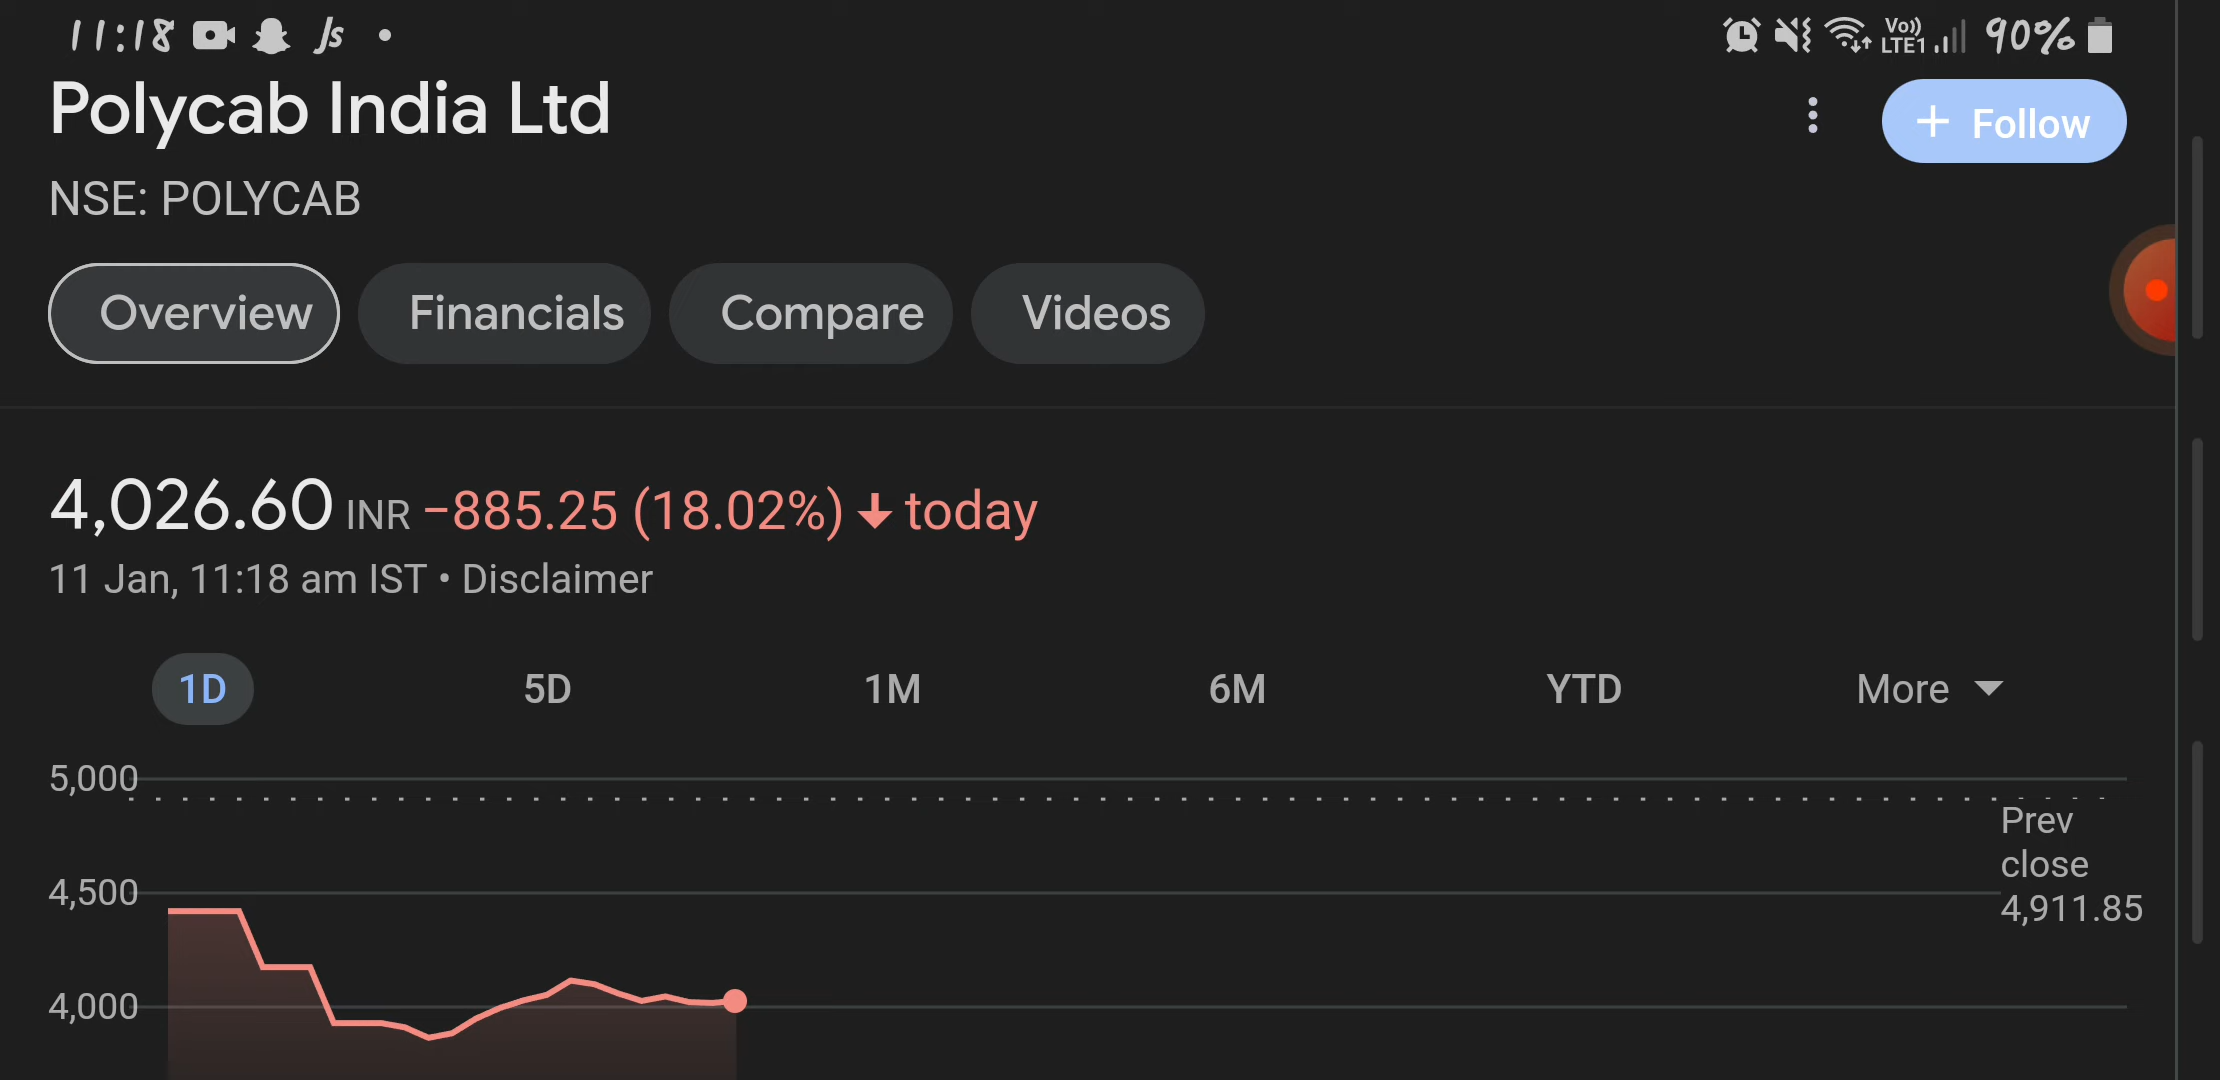 11:18 Js Vo)) LTE1 90%
Polycab India Ltd
+ Follow
NSE: POLYCAB
Overview Financials Compare Videos
4,026.60 INR −885.25 (18.02%) ↓ today
11 Jan, 11:18 am IST • Disclaimer
1D 5D 1M 6M YTD More
5,000
Prev
close
4,911.85
4,500
4,000